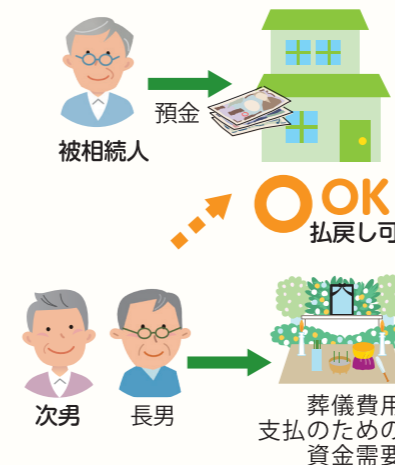 預金
被相続人
OK
払戻し可
次男
長男
葬儀費用
支払のための
資金需要